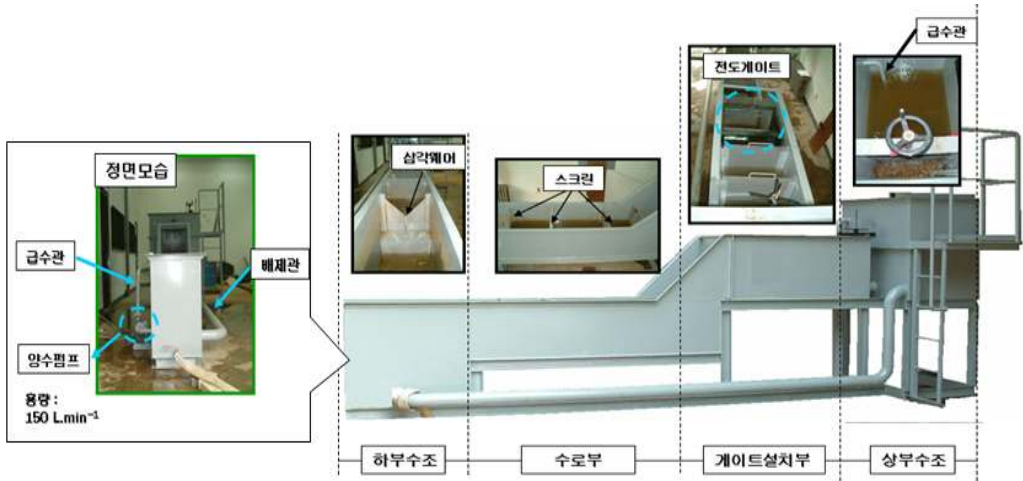 급수관
전도게이트
삼각웨어
스크린
정면모습
급수관
배제관
양수펌프
용량 :
150 L.min⁻¹
하부수조
수로부
게이트설치부
상부수조